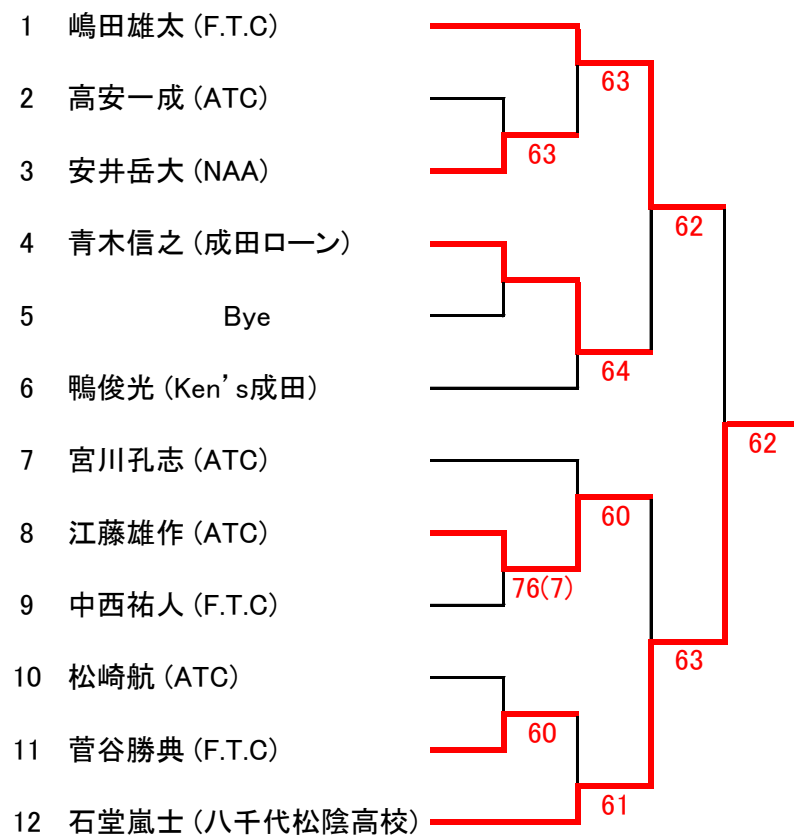 1 嶋田雄太 (F.T.C)
63
2 高安一成 (ATC)
63
3 安井岳大 (NAA)
62
4 青木信之 (成田ローン)
5 Bye
64
6 鴨俊光 (Ken's成田)
62
7 宮川孔志 (ATC)
60
8 江藤雄作 (ATC)
76(7)
9 中西祐人 (F.T.C)
63
10 松崎航 (ATC)
60
11 菅谷勝典 (F.T.C)
61
12 石堂嵐士 (八千代松陰高校)